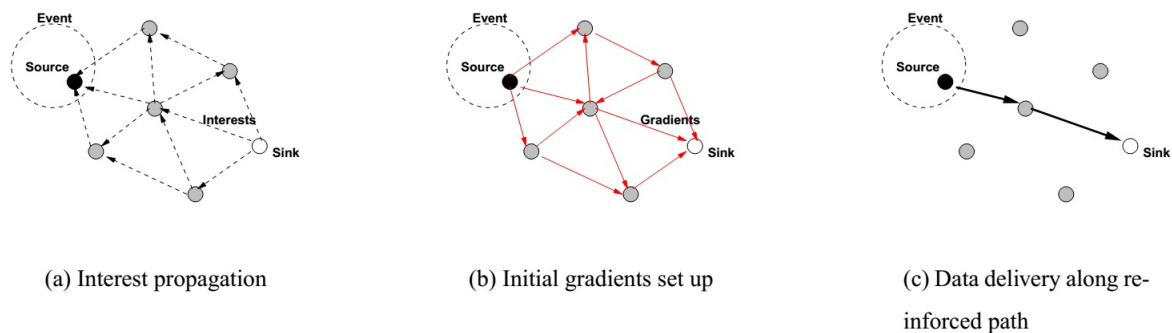 Event
Source
Interests
Sink
(a) Interest propagation
Event
Source
Gradients
Sink
(b) Initial gradients set up
Event
Source
Sink
(c) Data delivery along re-
inforced path